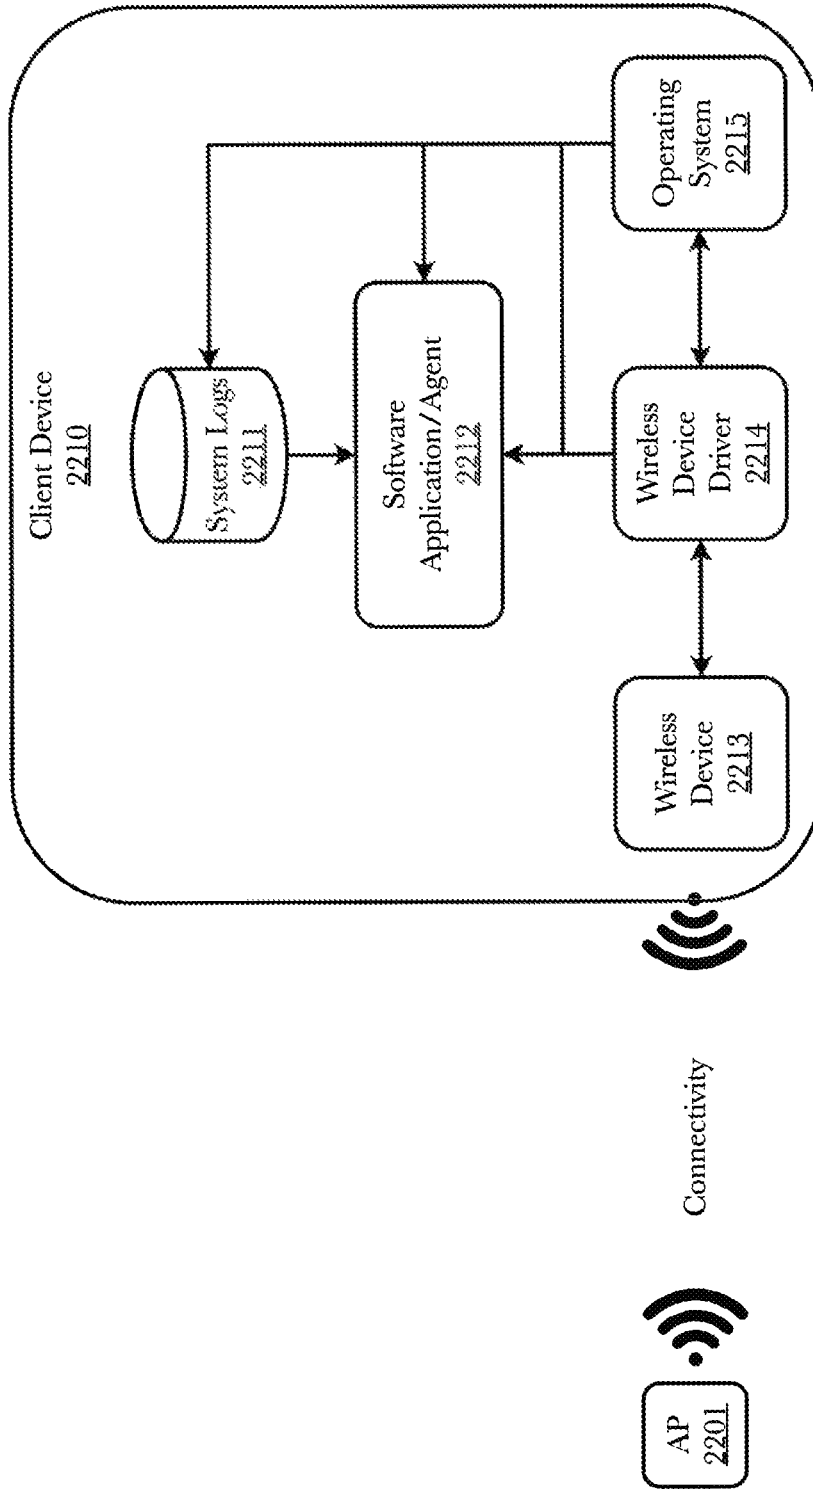 Client Device
2210
System Logs
2211
Software
Application/Agent
2212
Wireless
Device
2213
Wireless
Device
Driver
2214
Operating
System
2215
Connectivity
AP
2201